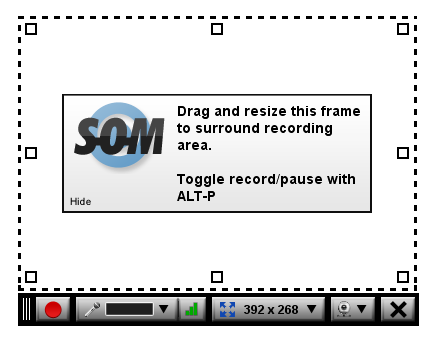 SOM
Drag and resize this frame
to surround recording
area.
Toggle record/pause with
ALT-P
Hide
392 x 268